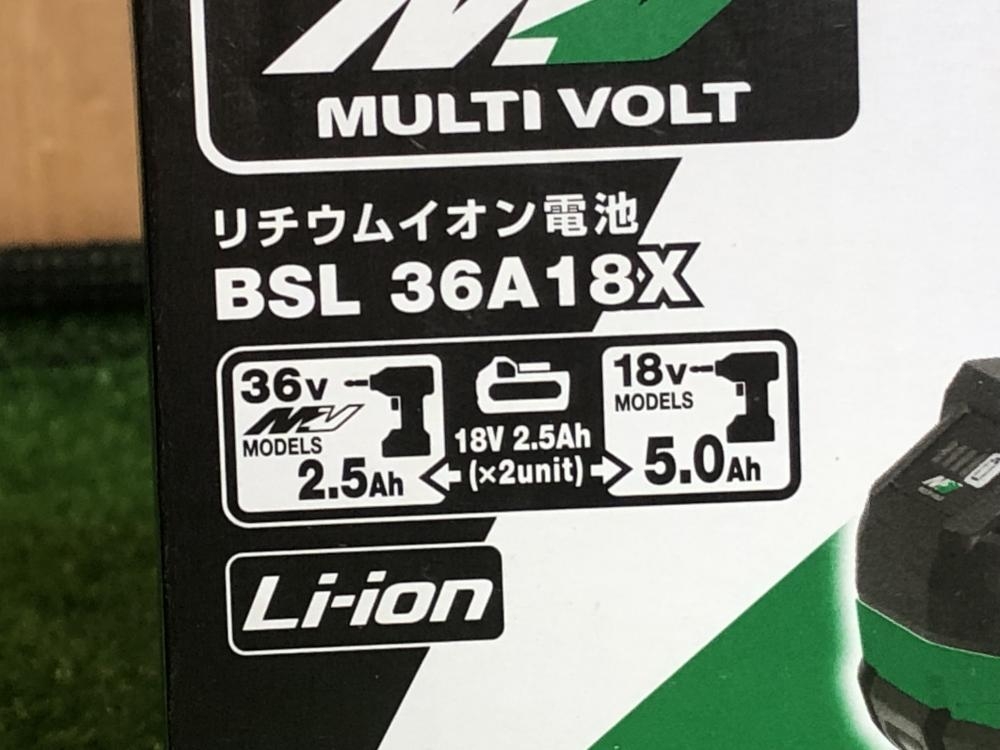 MULTI VOLT
リチウムイオン電池
BSL 36A18X
36v
MV
MODELS
2.5Ah
18V 2.5Ah
(×2unit)
18v
MODELS
5.0Ah
Li-ion